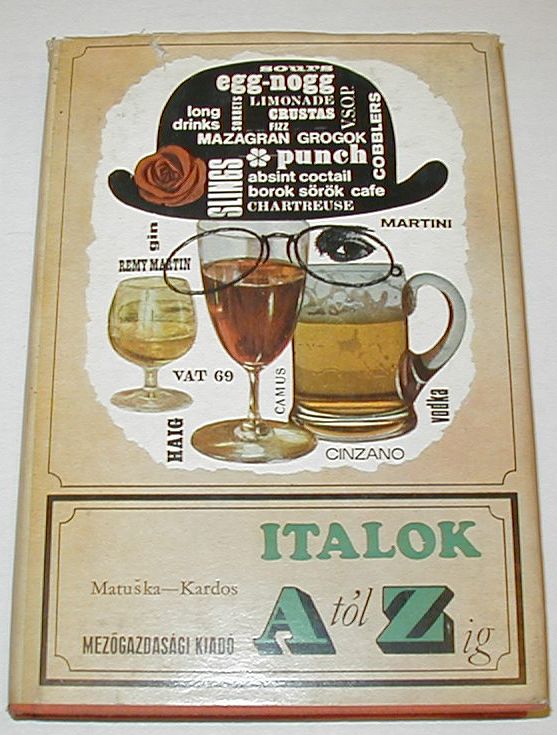 sours
egg-nogg
long
drinks
SORBETS
LIMONADE
CRUSTAS
FIZZ
V.S.O.P.
COBBLERS
MAZAGRAN GROGOK
SLINGS
punch
absint coctail
borok sörök cafe
CHARTREUSE
gin
MARTINI
REMY MARTIN
VAT 69
CAMUS
HAIG
vodka
CINZANO
ITALOK
Matuška—Kardos
A tól Z ig
MEZŐGAZDASÁGI KIADÓ